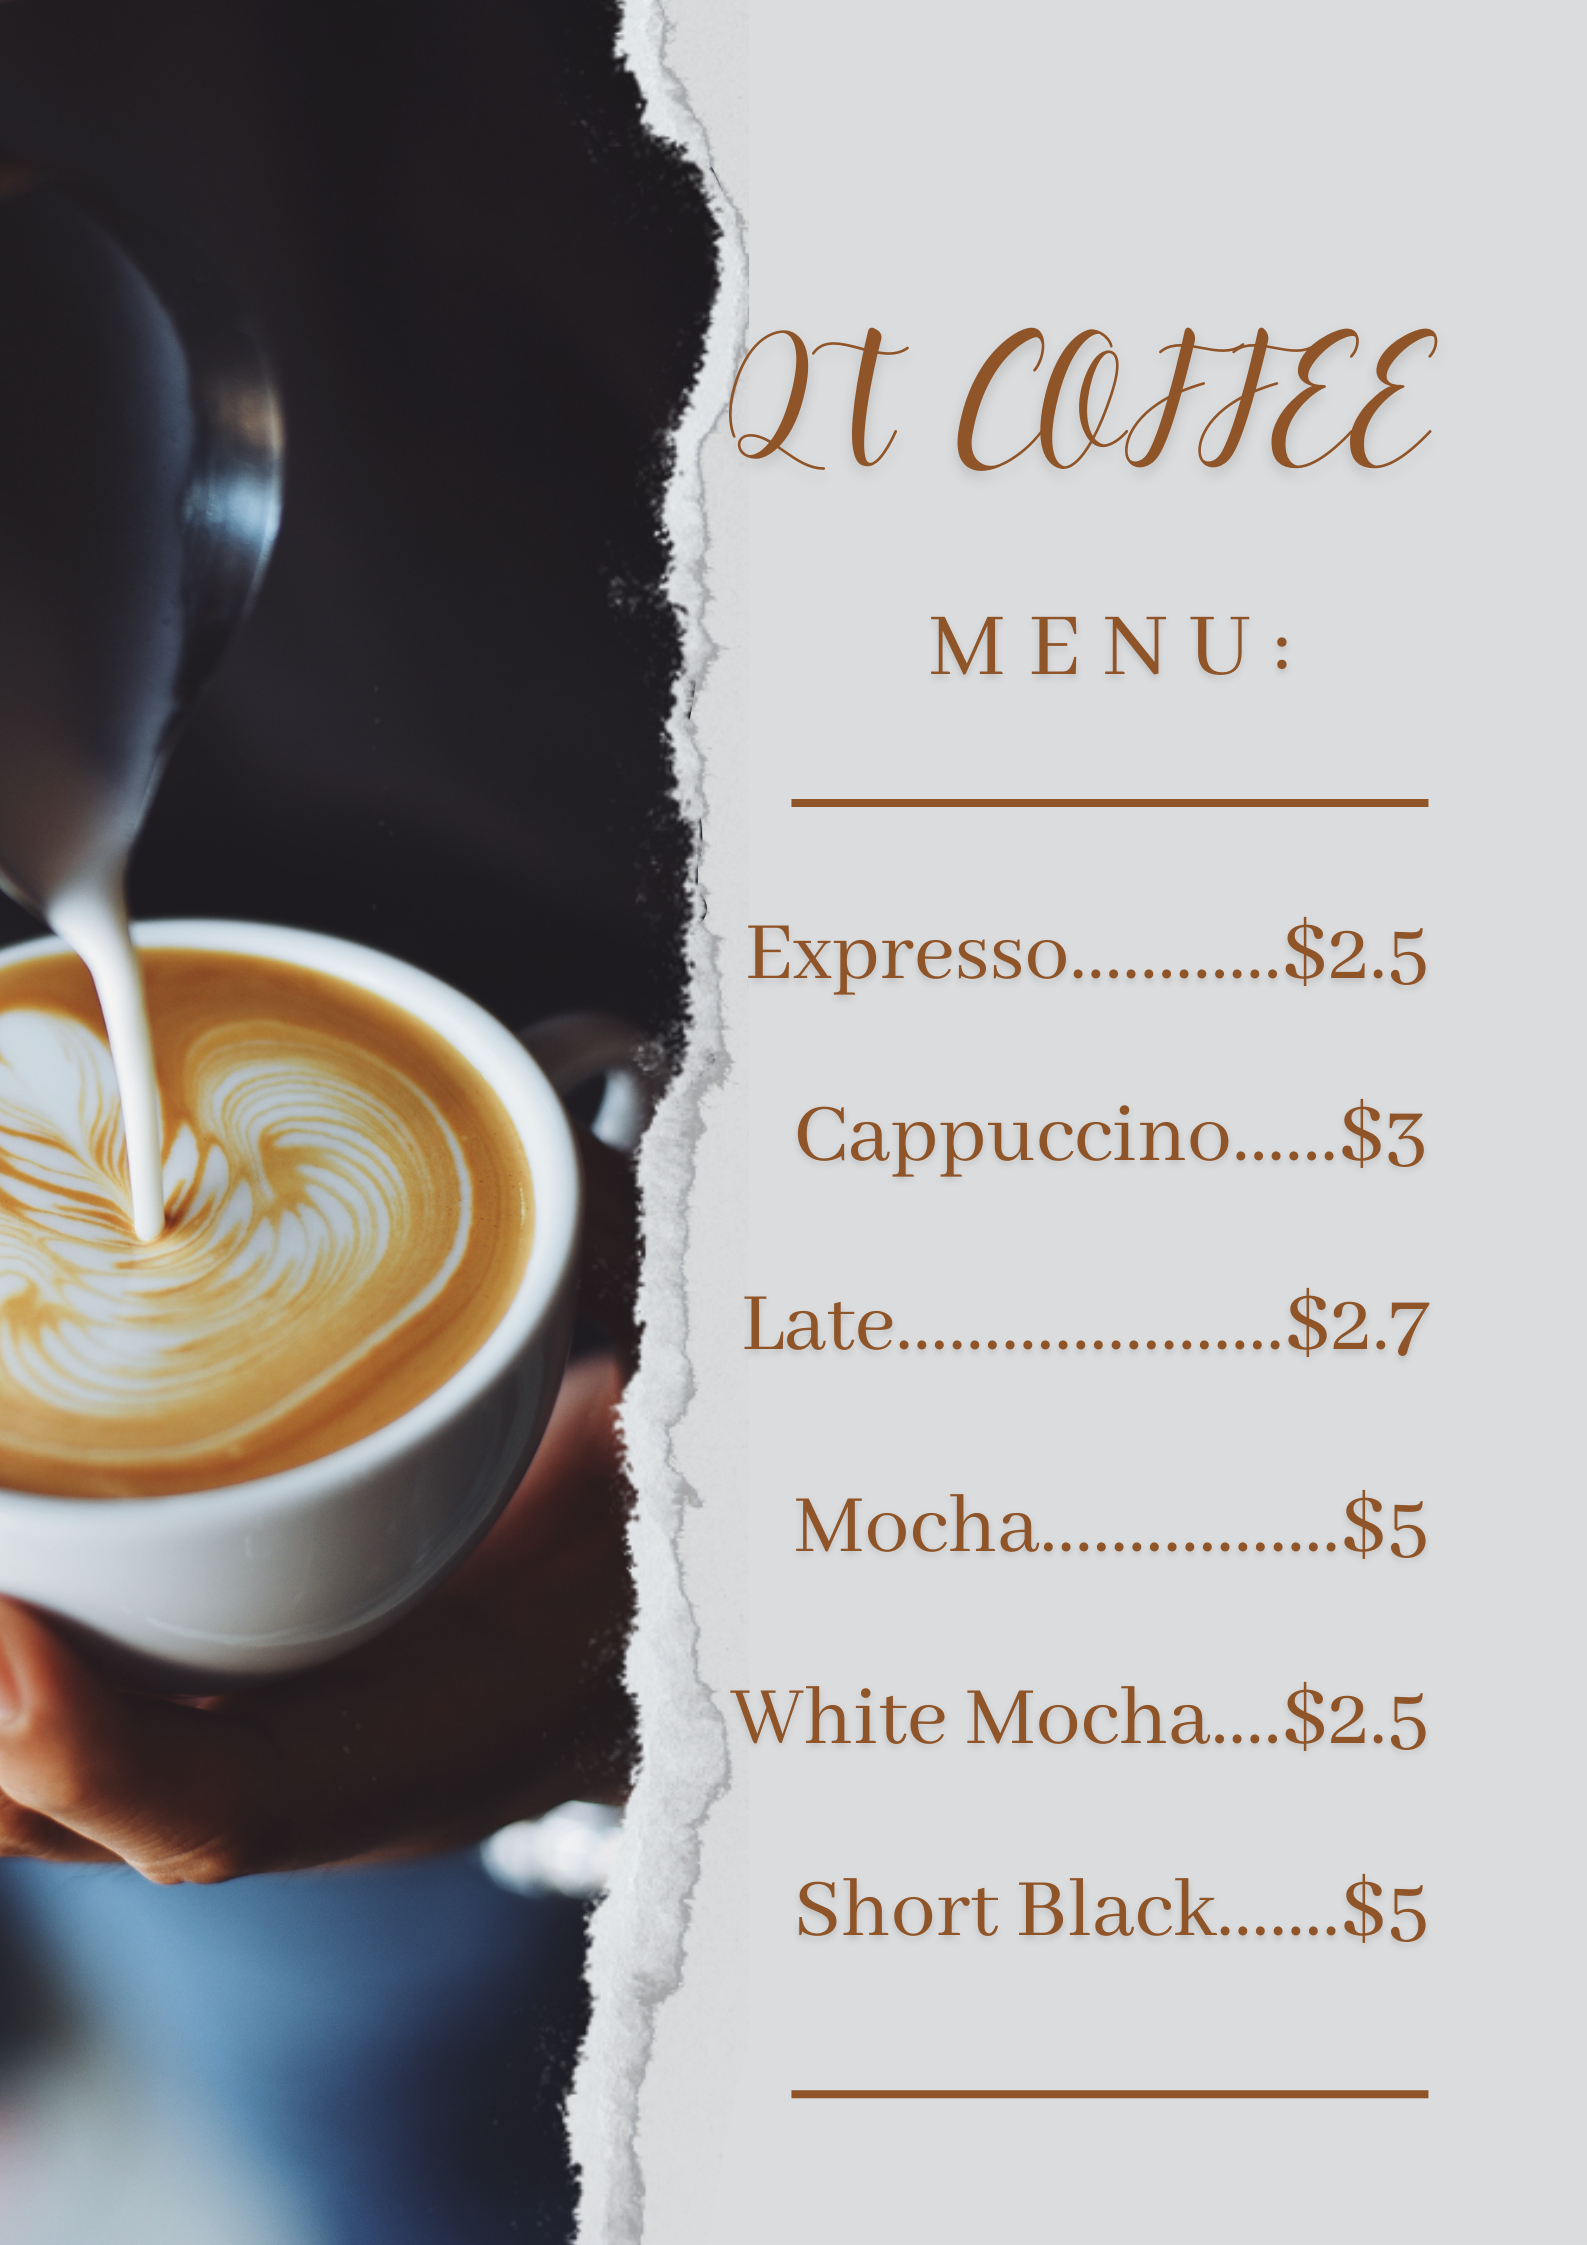 QT COFFEE
MENU:
Expresso............$2.5
Cappuccino......$3
Late......................$2.7
Mocha.................$5
White Mocha....$2.5
Short Black.......$5